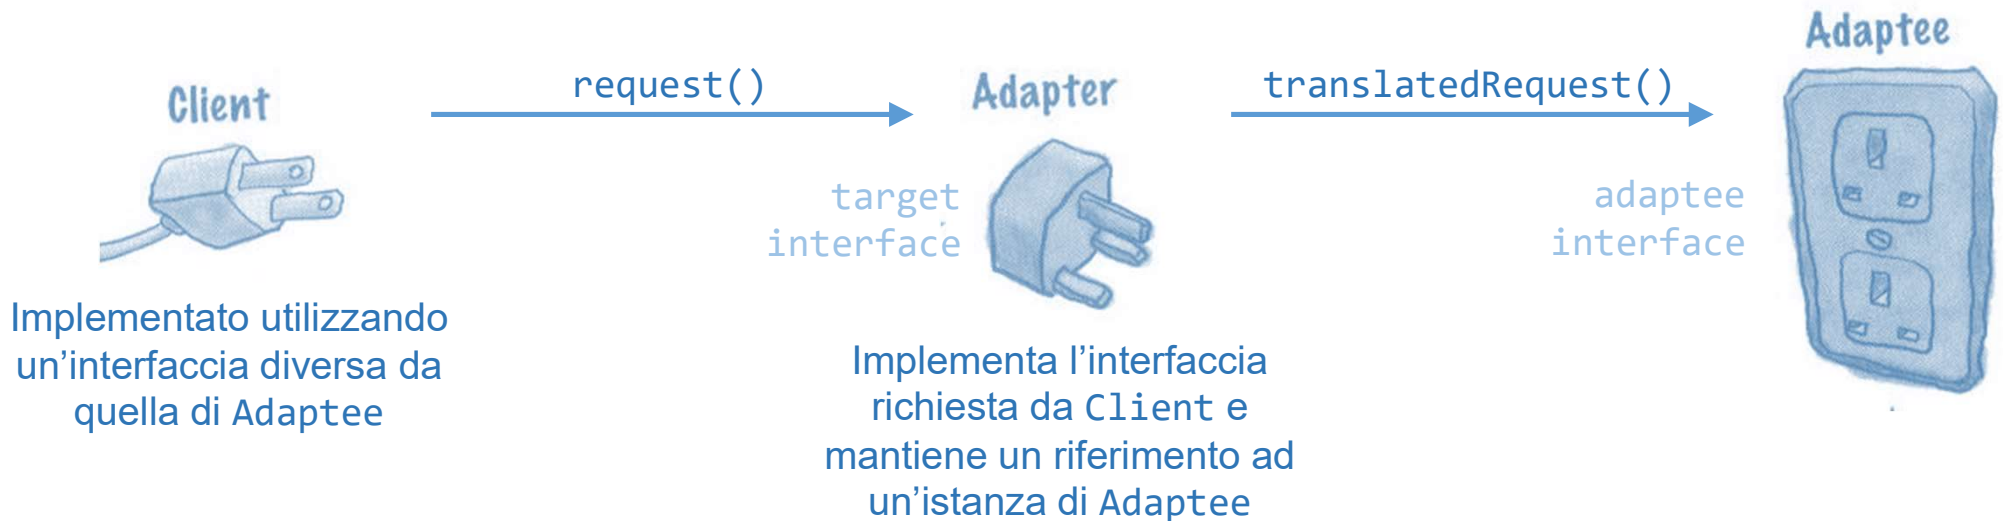 Client
Implementato utilizzando
un’interfaccia diversa da
quella di Adaptee
request()
Adapter
target
interface
Implementa l’interfaccia
richiesta da Client e
mantiene un riferimento ad
un’istanza di Adaptee
translatedRequest()
adaptee
interface
Adaptee